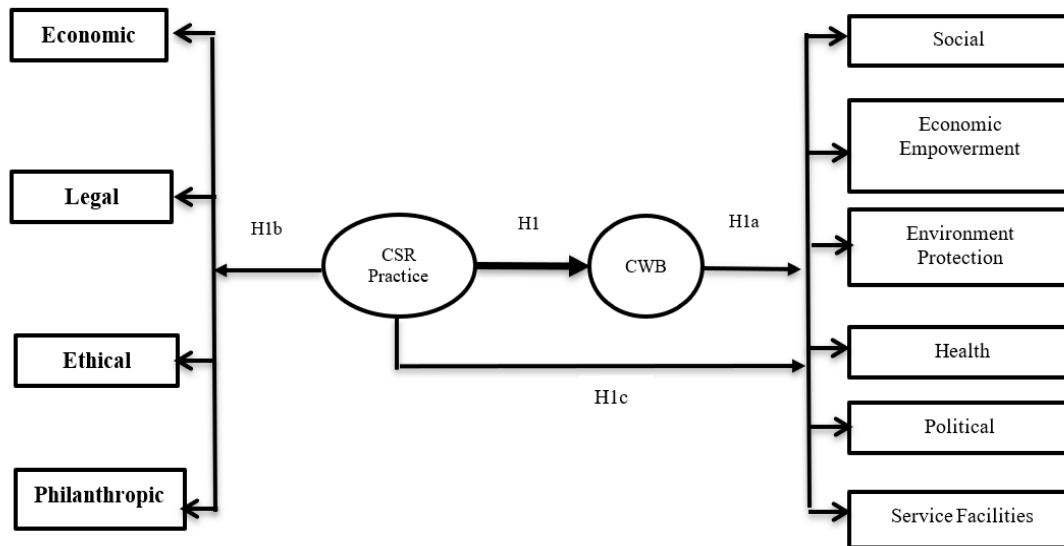 Economic
Legal
Ethical
Philanthropic
H1b
CSR
Practice
H1
CWB
H1a
H1c
Social
Economic
Empowerment
Environment
Protection
Health
Political
Service Facilities